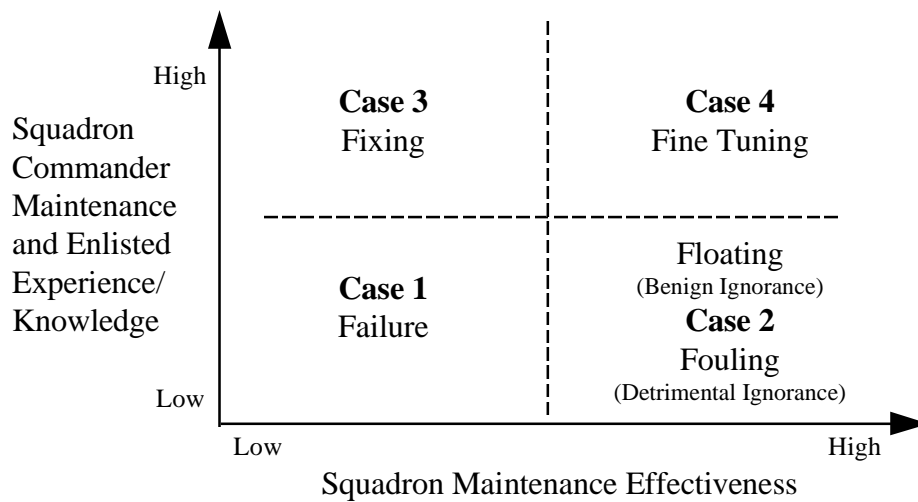 High
Squadron
Commander
Maintenance
and Enlisted
Experience/
Knowledge
Low
Case 3
Fixing
Case 4
Fine Tuning
Case 1
Failure
Floating
(Benign Ignorance)
Case 2
Fouling
(Detrimental Ignorance)
Low
High
Squadron Maintenance Effectiveness